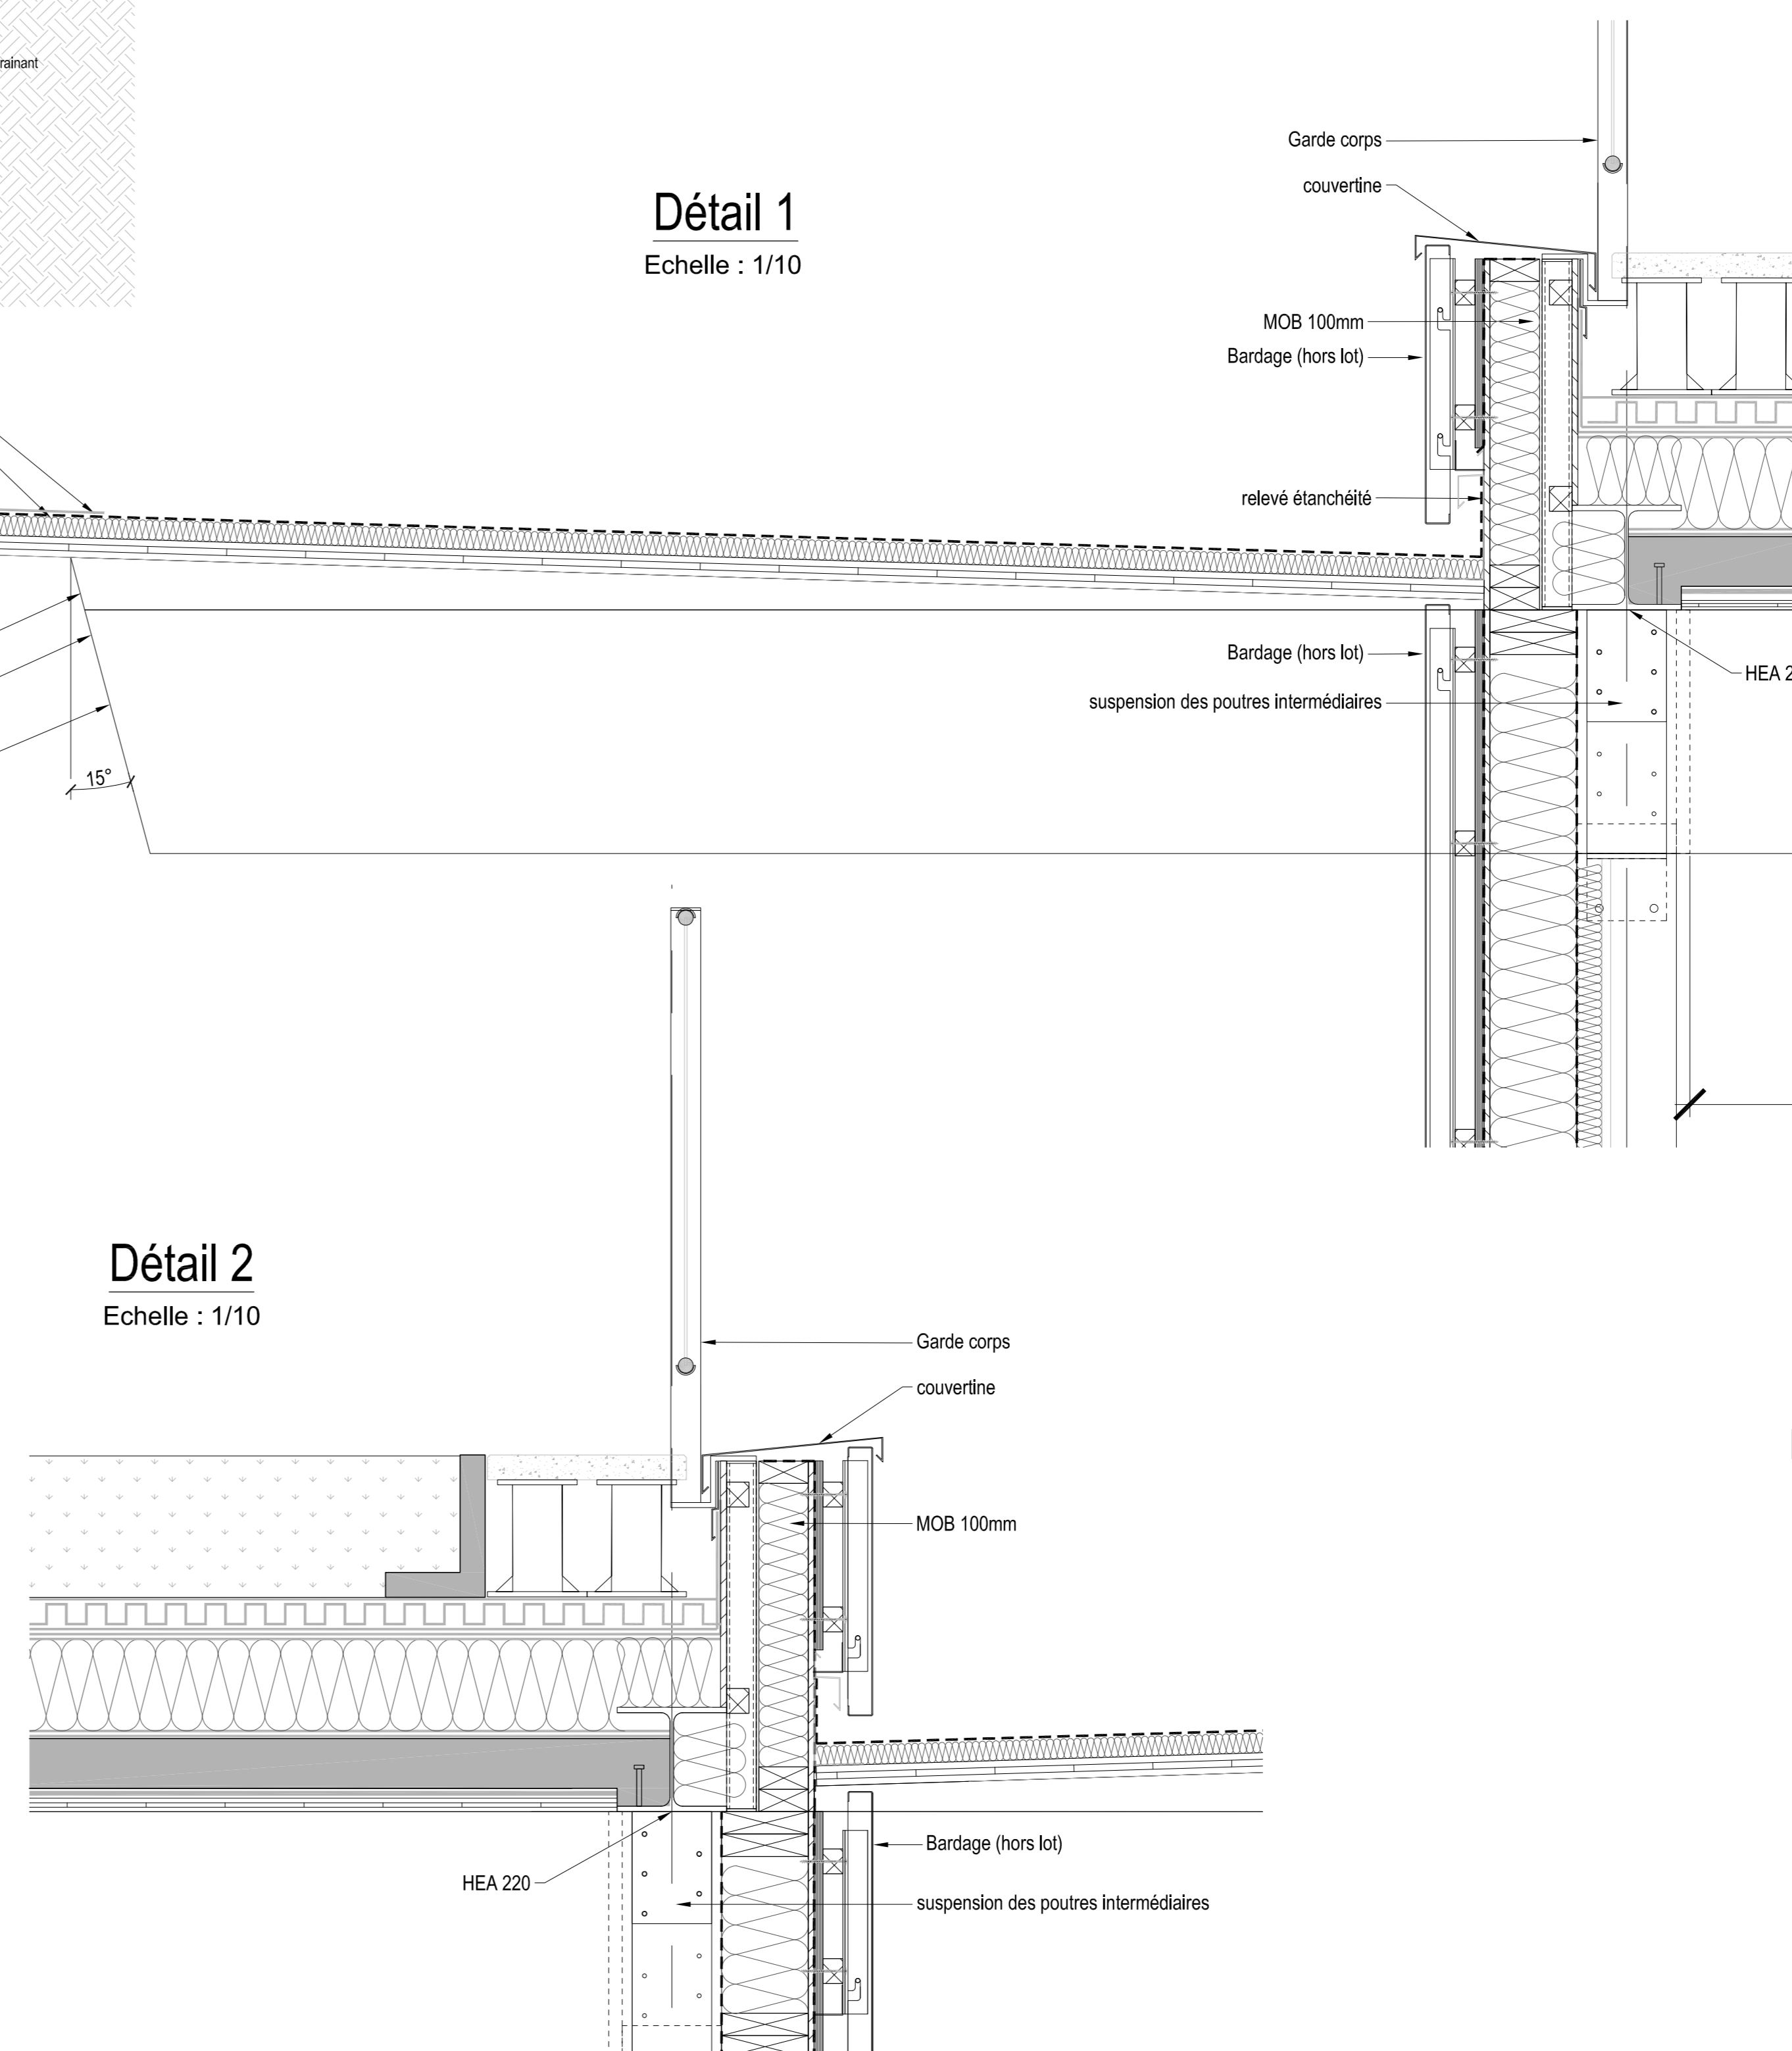 rainant
Détail 1
Echelle : 1/10
Garde corps
couvertine
MOB 100mm
Bardage (hors lot)
relevé étanchéité
Bardage (hors lot)
suspension des poutres intermédiaires
HEA 2
15°
Détail 2
Echelle : 1/10
Garde corps
couvertine
MOB 100mm
Bardage (hors lot)
HEA 220
suspension des poutres intermédiaires